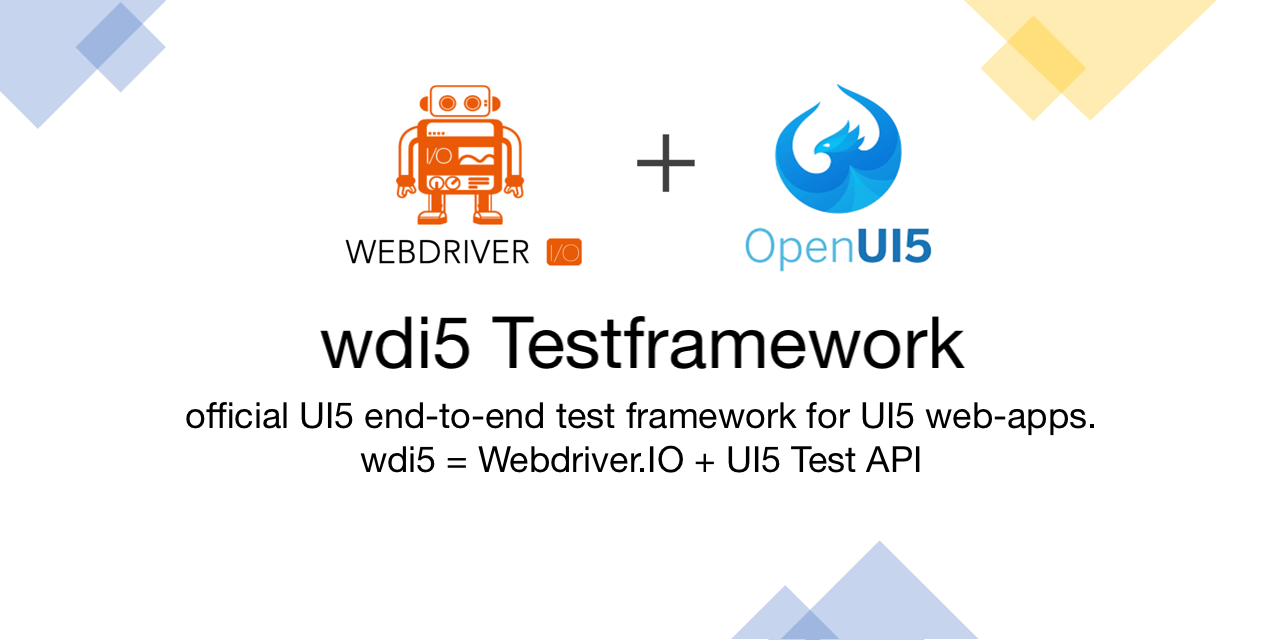 I/O
WEBDRIVER I/O
+
OpenUI5
wdi5 Testframework
official UI5 end-to-end test framework for UI5 web-apps.
wdi5 = Webdriver.IO + UI5 Test API